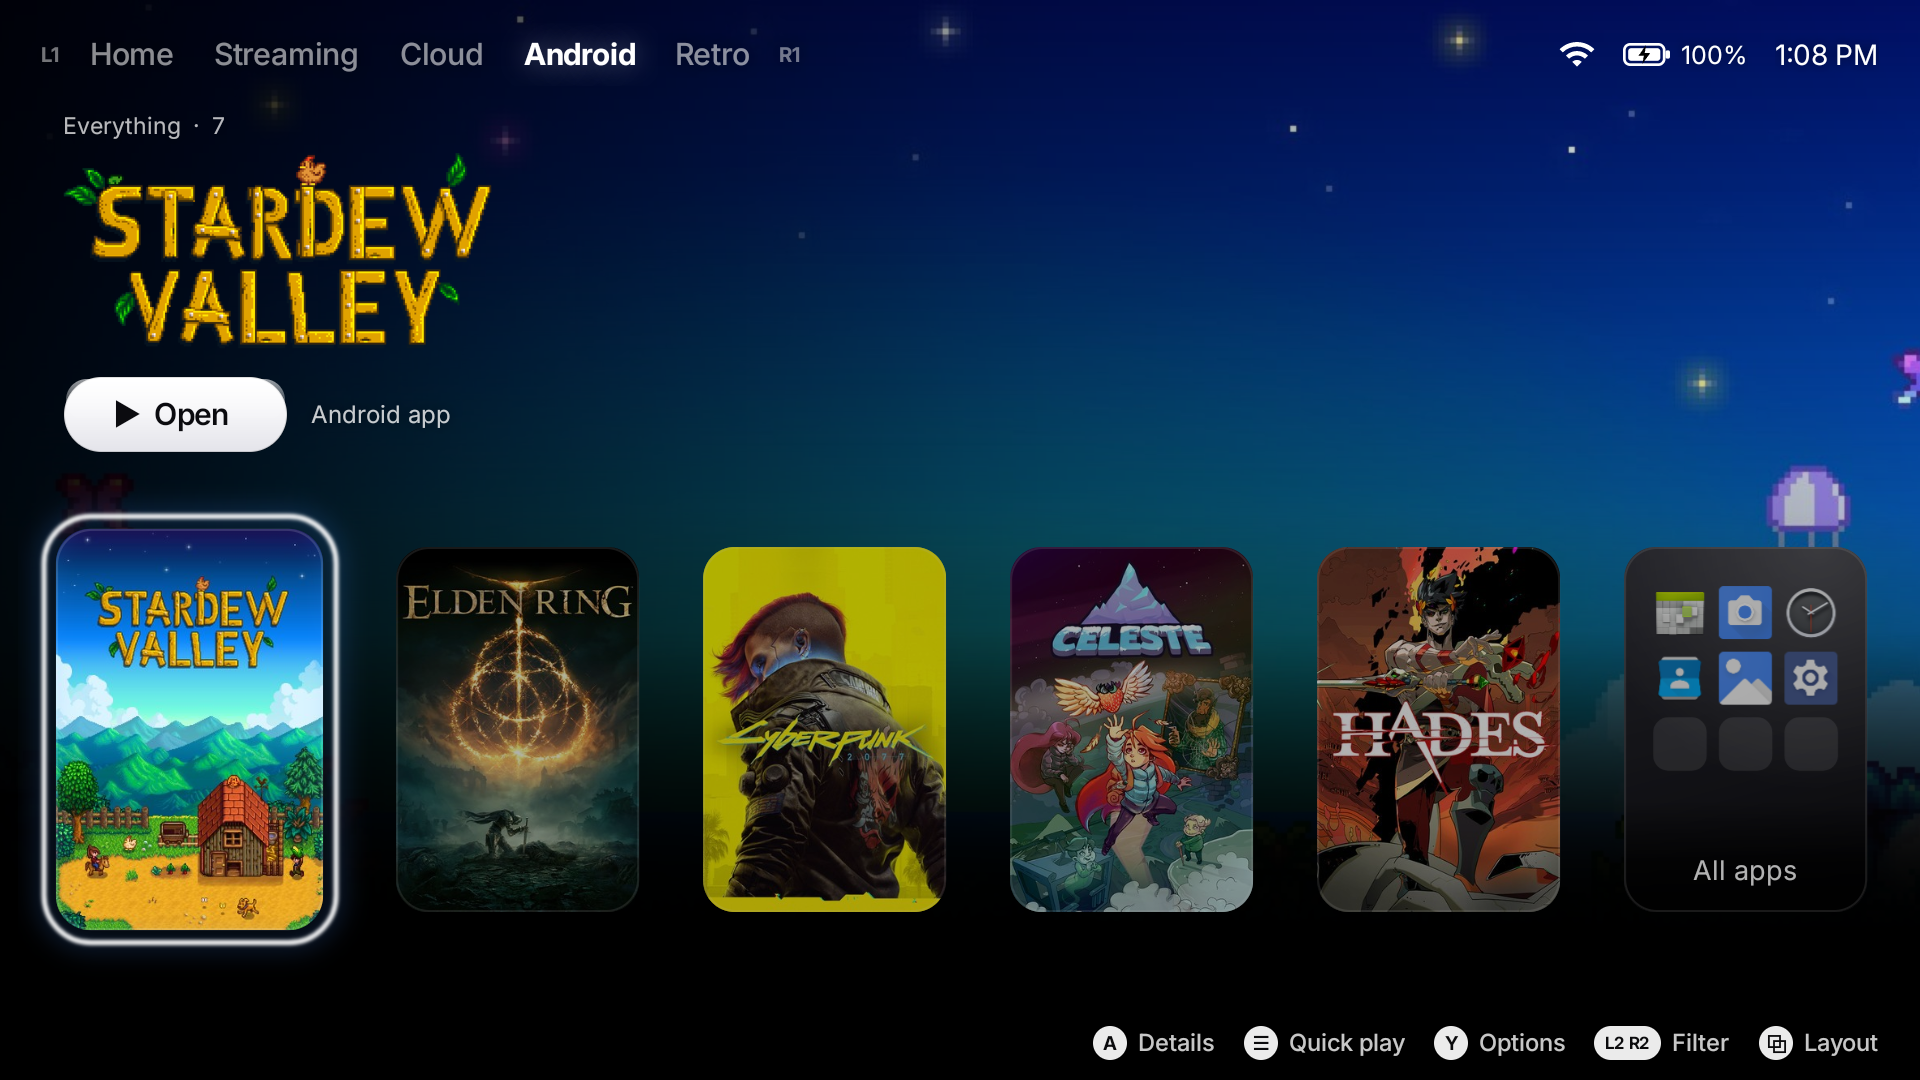 L1 Home Streaming Cloud Android Retro R1 100% 1:08 PM
Everything · 7
STARDEW
VALLEY
Open Android app
STARDEW
VALLEY
ELDEN RING
CELESTE
Cyberpunk
2077
HADES
All apps
A Details Quick play Y Options L2 R2 Filter Layout